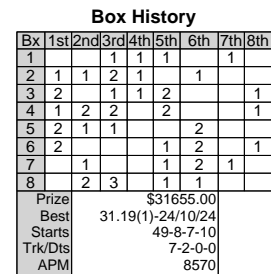 Box History
Bx 1st 2nd 3rd 4th 5th 6th 7th 8th
1 1 1 1 1
2 1 1 2 1 1
3 2 1 1 2 1
4 1 2 2 2 1
5 2 1 1 2
6 2 1 2 1
7 1 1 2 1
8 2 3 1 1
Prize $31655.00
Best 31.19(1)-24/10/24
Starts 49-8-7-10
Trk/Dts 7-2-0-0
APM 8570